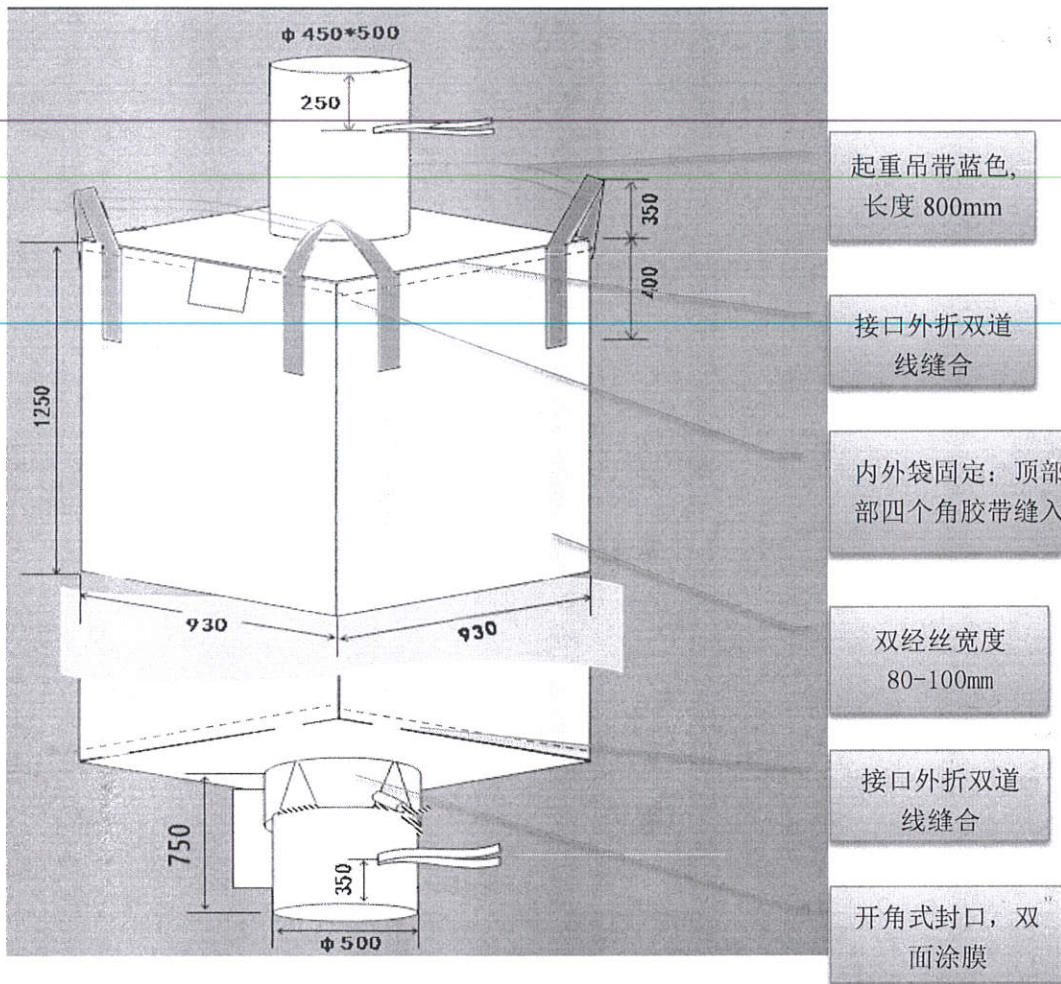 ф 450*500
250
起重吊带蓝色,
长度 800mm
350
400
接口外折双道
线缝合
1250
内外袋固定：顶部
部四个角胶带缝入
930
930
双经丝宽度
80-100mm
接口外折双道
线缝合
750
350
开角式封口，双
面涂膜
ф 500